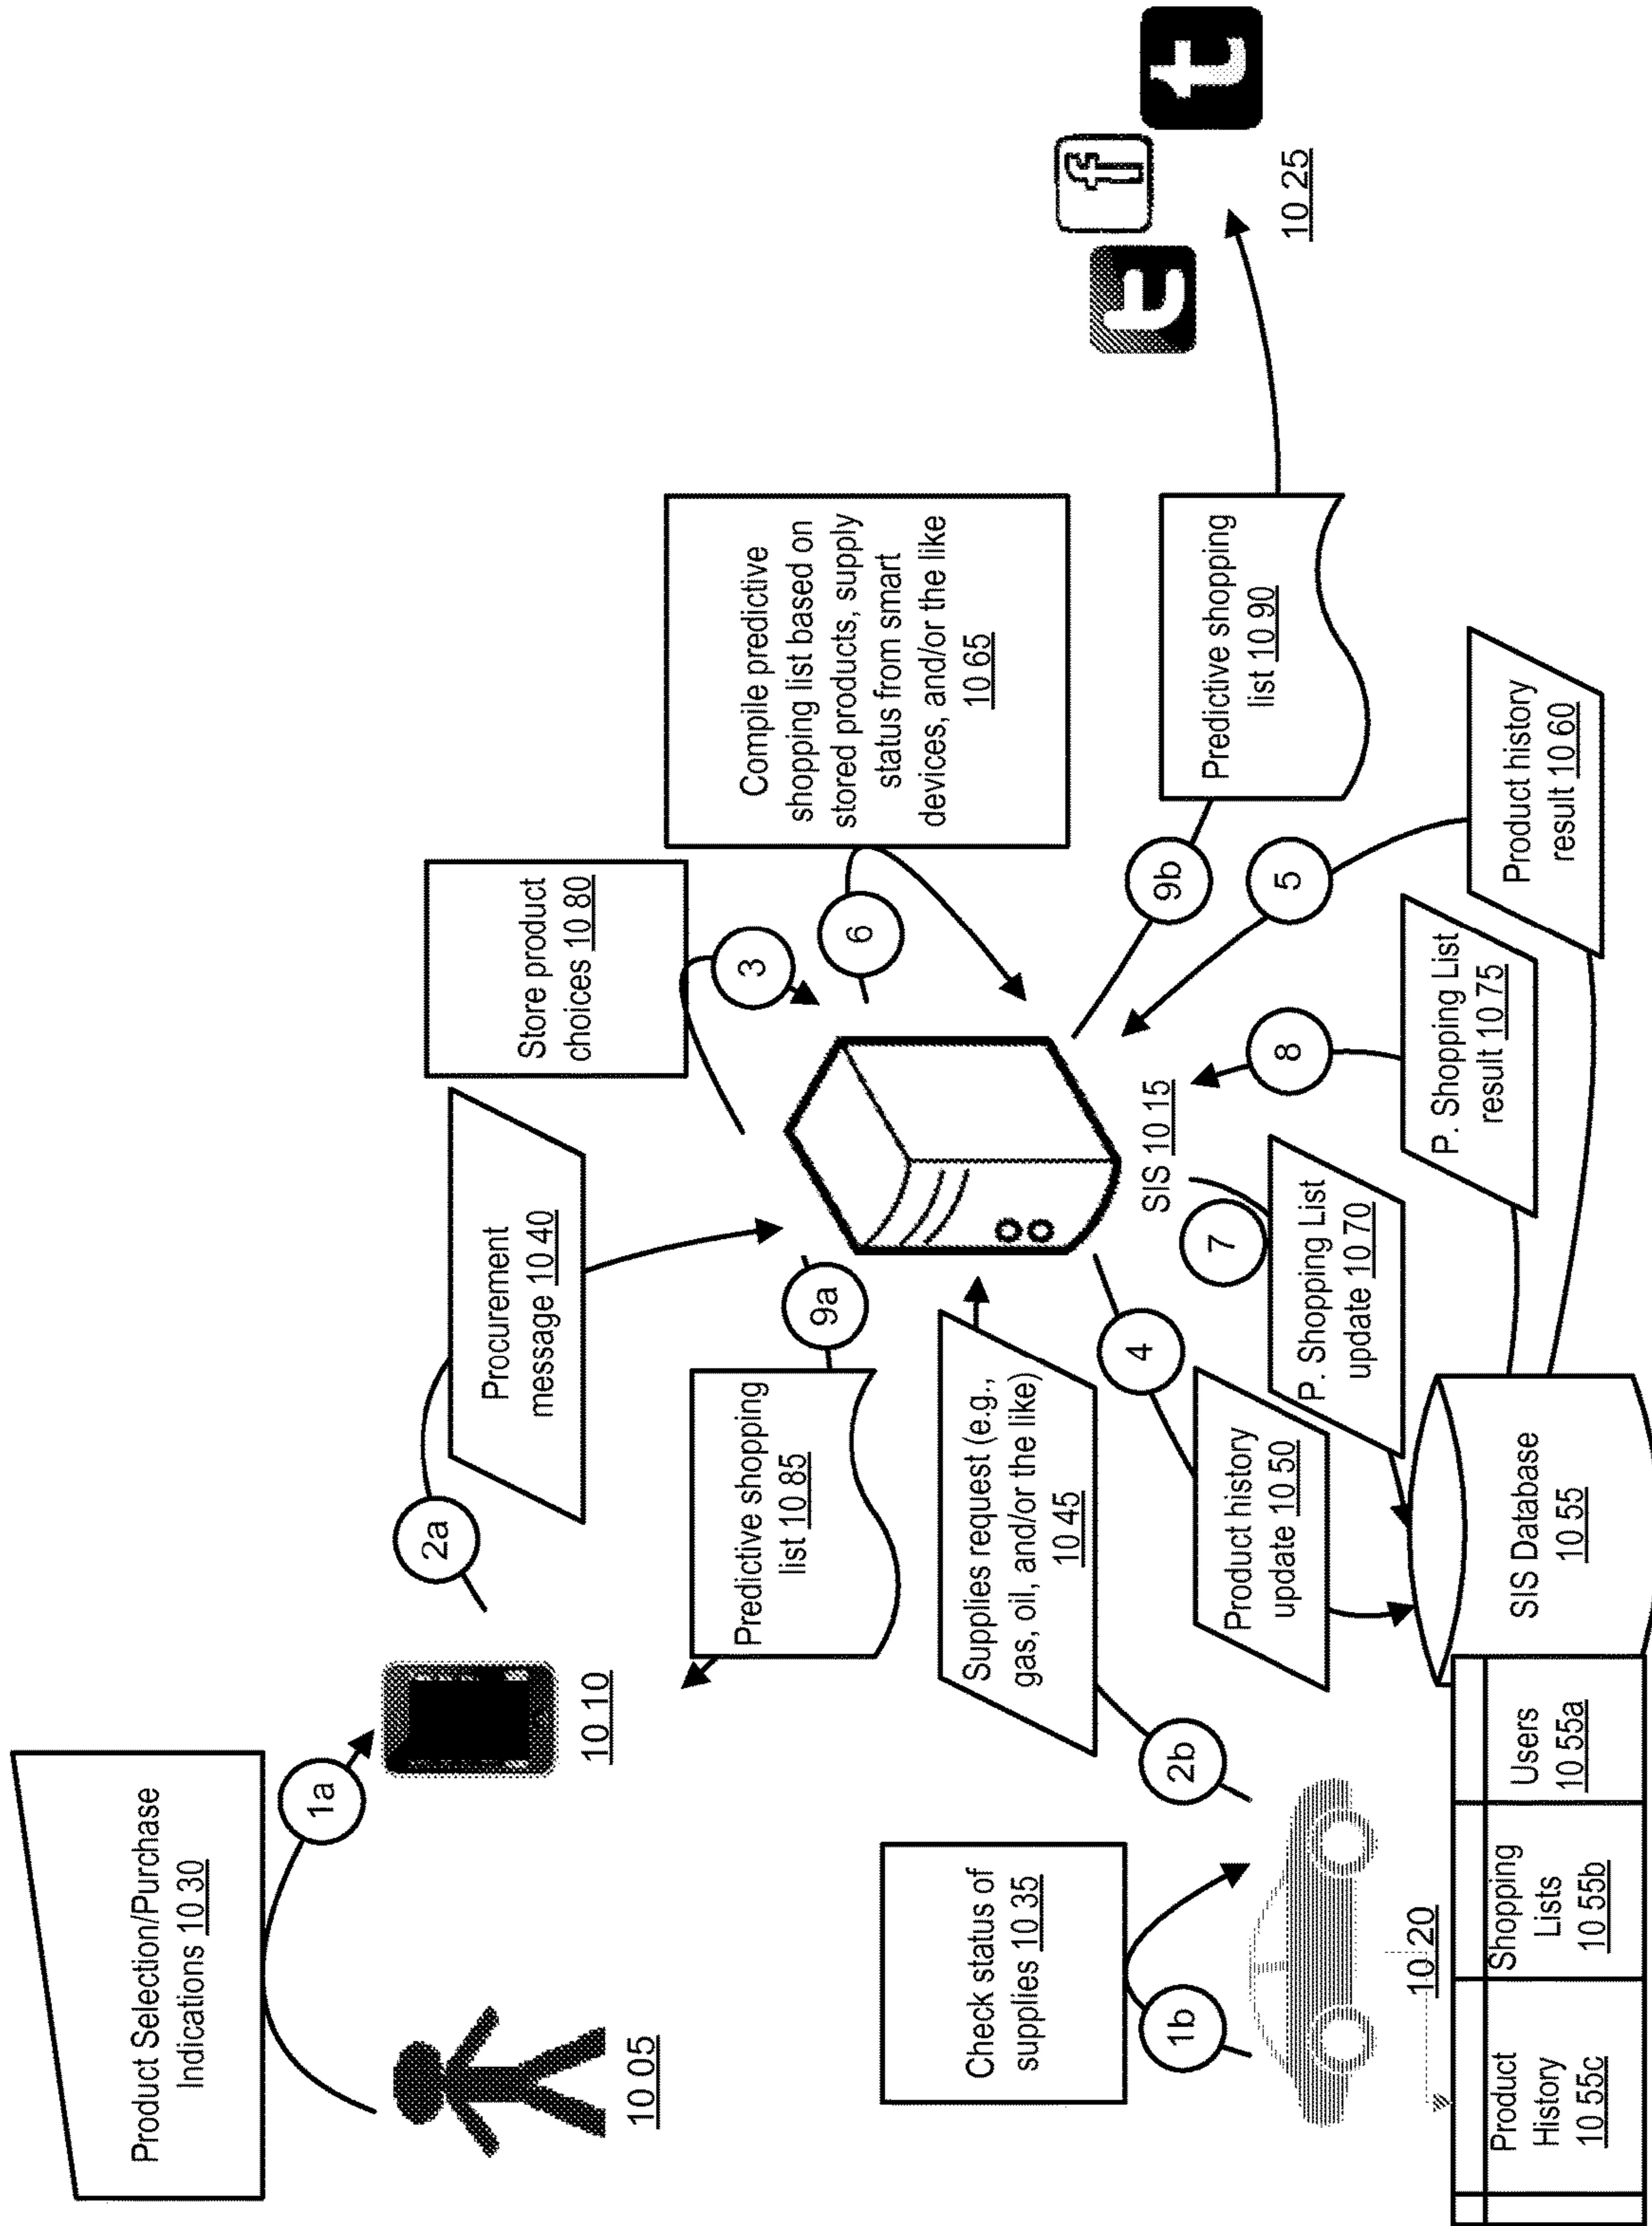 Product Selection/Purchase
Indications 10 30
1a
10 05
10 10
2a
Procurement
message 10 40
Store product
choices 10 80
3
Predictive shopping
list 10 85
9a
6
Compile predictive
shopping list based on
stored products, supply
status from smart
devices, and/or the like
10 65
Check status of
supplies 10 35
1b
2b
Supplies request (e.g.,
gas, oil, and/or the like)
10 45
SIS 10 15
4
7
8
5
9b
Predictive shopping
list 10 90
f
t
t
10 25
10 20
Product history
update 10 50
P. Shopping List
update 10 70
P. Shopping List
result 10 75
Product history
result 10 60
Product
History
10 55c
Shopping
Lists
10 55b
Users
10 55a
SIS Database
10 55